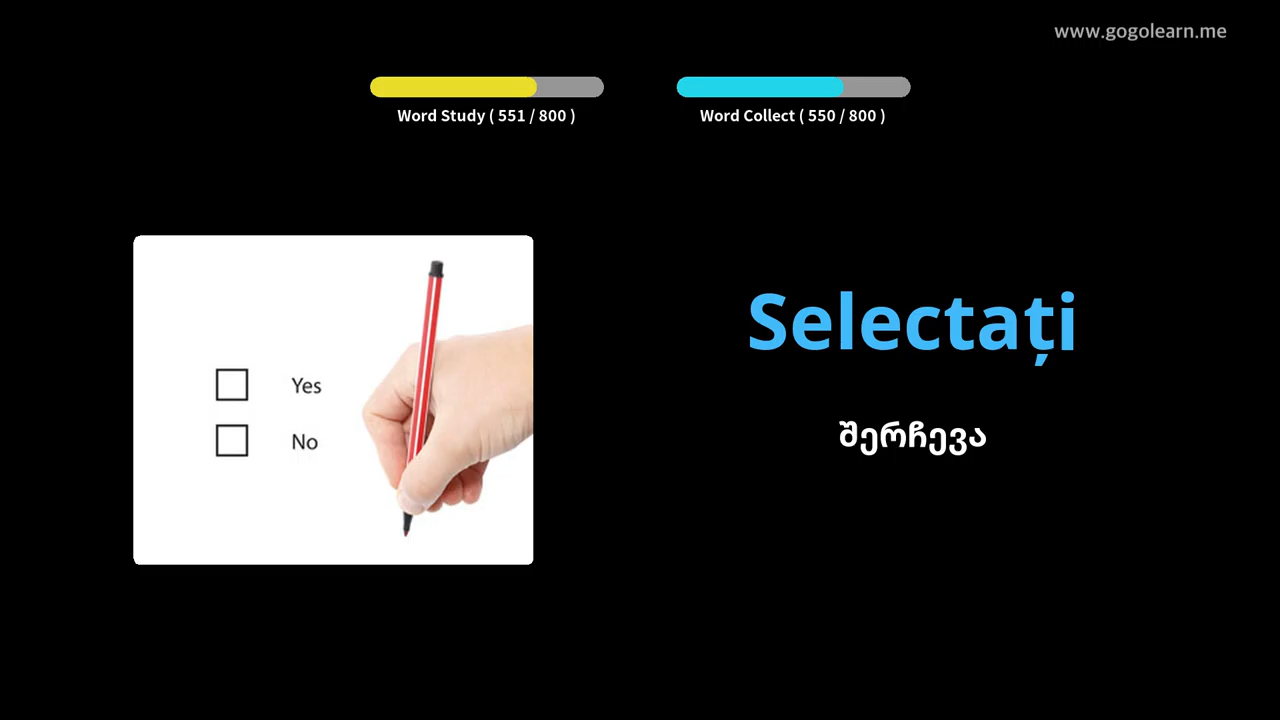 www.gogolearn.me
Word Study ( 551 / 800 )
Word Collect ( 550 / 800 )
Yes
No
Selectați
შერჩევა